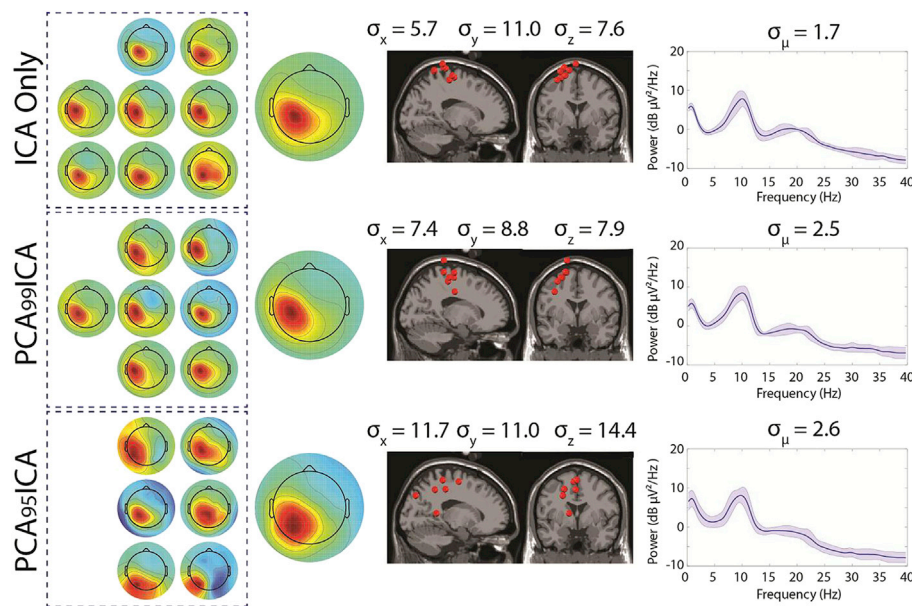 ICA Only
σx = 5.7 σy = 11.0 σz = 7.6
σμ = 1.7
Power (dB μV²/Hz)
20
10
0
-10
0 5 10 15 20 25 30 35 40
Frequency (Hz)
PCA99ICA
σx = 7.4 σy = 8.8 σz = 7.9
σμ = 2.5
Power (dB μV²/Hz)
20
10
0
-10
0 5 10 15 20 25 30 35 40
Frequency (Hz)
PCA95ICA
σx = 11.7 σy = 11.0 σz = 14.4
σμ = 2.6
Power (dB μV²/Hz)
20
10
0
-10
0 5 10 15 20 25 30 35 40
Frequency (Hz)